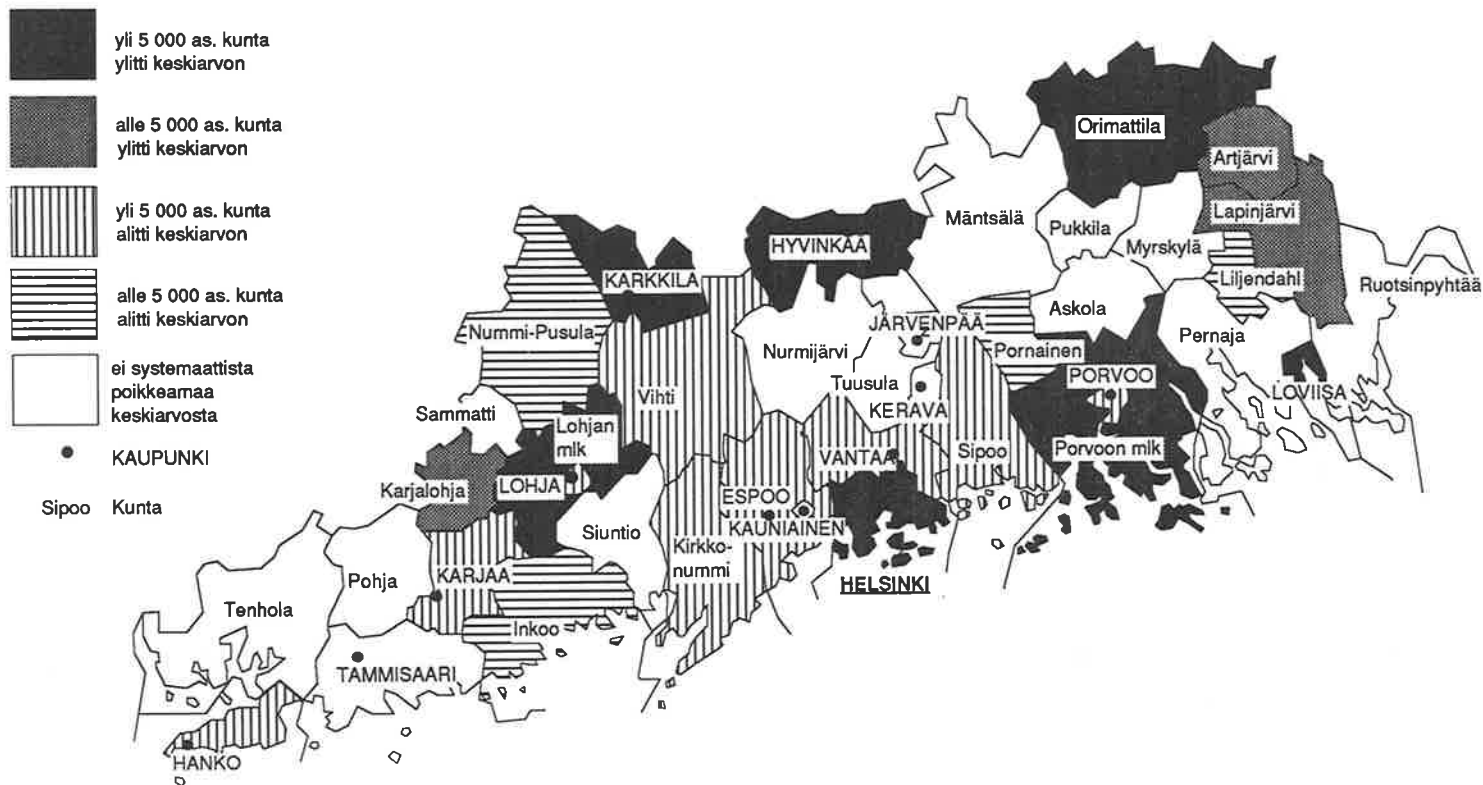 yli 5 000 as. kunta
ylitti keskiarvon
alle 5 000 as. kunta
ylitti keskiarvon
yli 5 000 as. kunta
alitti keskiarvon
alle 5 000 as. kunta
alitti keskiarvon
ei systemaattista
poikkeamaa
keskiarvosta
KAUPUNKI
Sipoo Kunta
Orimattila
Artjärvi
Mäntsälä
Lapinjärvi
Pukkila
HYVINKÄÄ
Myrskylä
KARKKILA
Liljendahl
Ruotsinpyhtää
Askola
JÄRVENPÄÄ
Nummi-Pusula
Pernaja
Nurmijärvi
Pornainen
Tuusula
PORVOO
Vihti
LOVIISA
KERAVA
Sammatti
Lohjan
mlk
Sipoo
Porvoon mlk
VANTAA
LOHJA
Karjalohja
ESPOO
KAUNIAINEN
Siuntio
Kirkko-
nummi
KARJAA
HELSINKI
Pohja
Tenhola
Inkoo
TAMMISAARI
HANKO